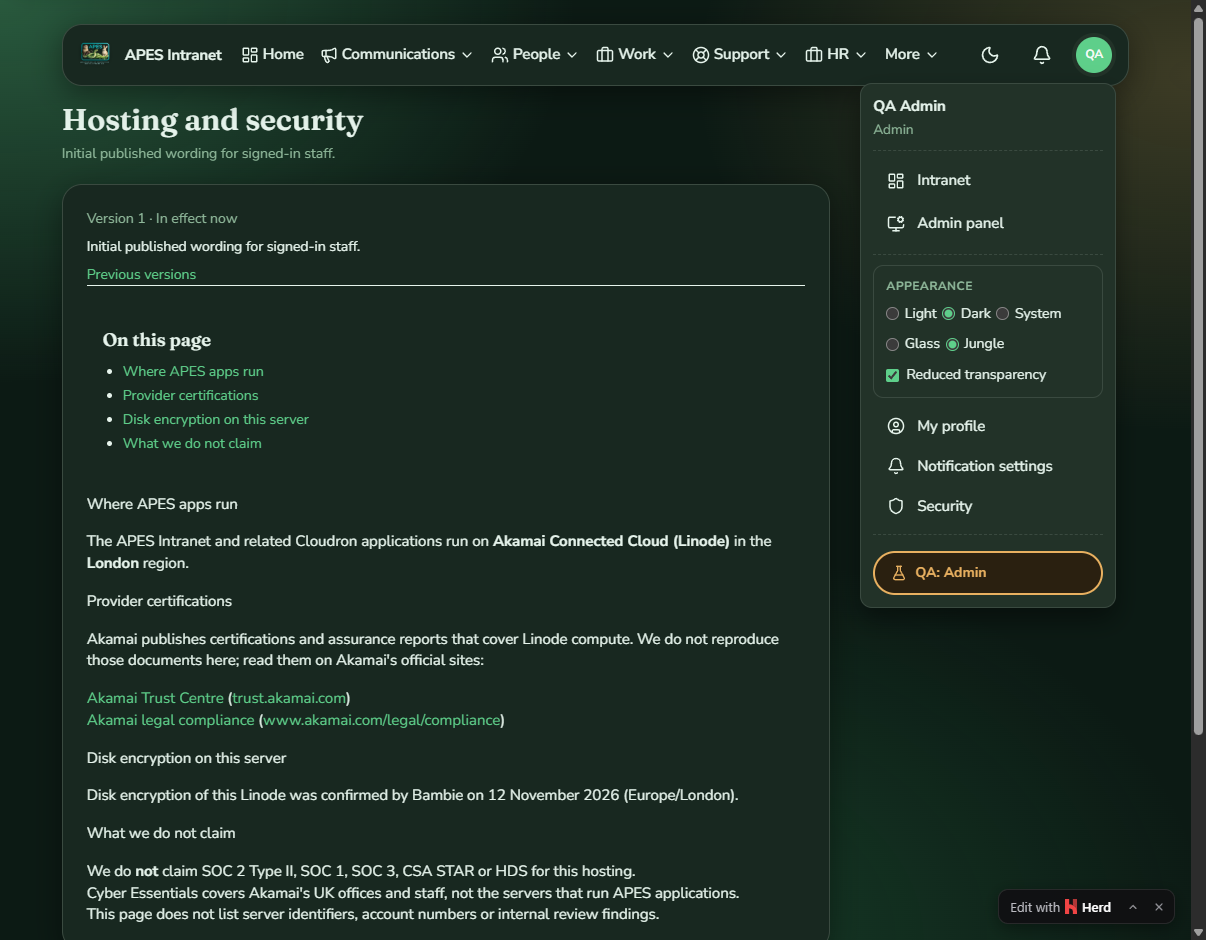 APES Intranet
Home
Communications
People
Work
Support
HR
More
QA
Hosting and security
Initial published wording for signed-in staff.
Version 1 · In effect now
Initial published wording for signed-in staff.
Previous versions
On this page
Where APES apps run
Provider certifications
Disk encryption on this server
What we do not claim
Where APES apps run
The APES Intranet and related Cloudron applications run on Akamai Connected Cloud (Linode) in the
London region.
Provider certifications
Akamai publishes certifications and assurance reports that cover Linode compute. We do not reproduce
those documents here; read them on Akamai's official sites:
Akamai Trust Centre (trust.akamai.com)
Akamai legal compliance (www.akamai.com/legal/compliance)
Disk encryption on this server
Disk encryption of this Linode was confirmed by Bambie on 12 November 2026 (Europe/London).
What we do not claim
We do not claim SOC 2 Type II, SOC 1, SOC 3, CSA STAR or HDS for this hosting.
Cyber Essentials covers Akamai's UK offices and staff, not the servers that run APES applications.
This page does not list server identifiers, account numbers or internal review findings.
QA Admin
Admin
Intranet
Admin panel
APPEARANCE
Light Dark System
Glass Jungle
Reduced transparency
My profile
Notification settings
Security
QA: Admin
Edit with Herd